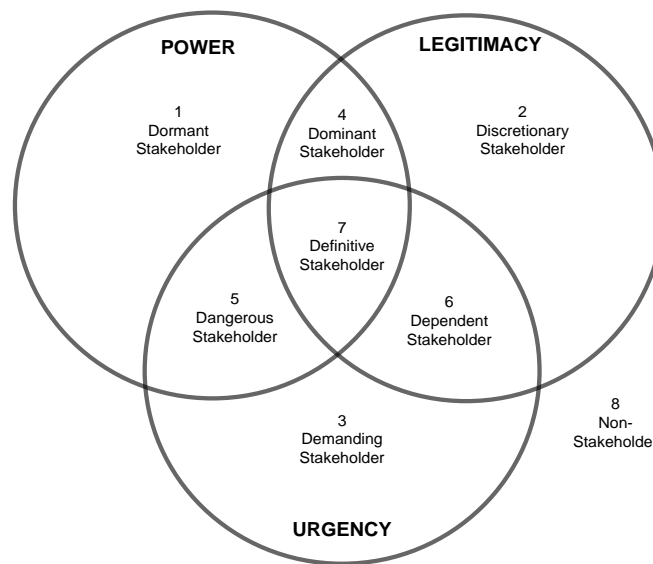 POWER
LEGITIMACY
1
Dormant
Stakeholder
4
Dominant
Stakeholder
2
Discretionary
Stakeholder
7
Definitive
Stakeholder
5
Dangerous
Stakeholder
6
Dependent
Stakeholder
3
Demanding
Stakeholder
8
Non-
Stakeholde
URGENCY